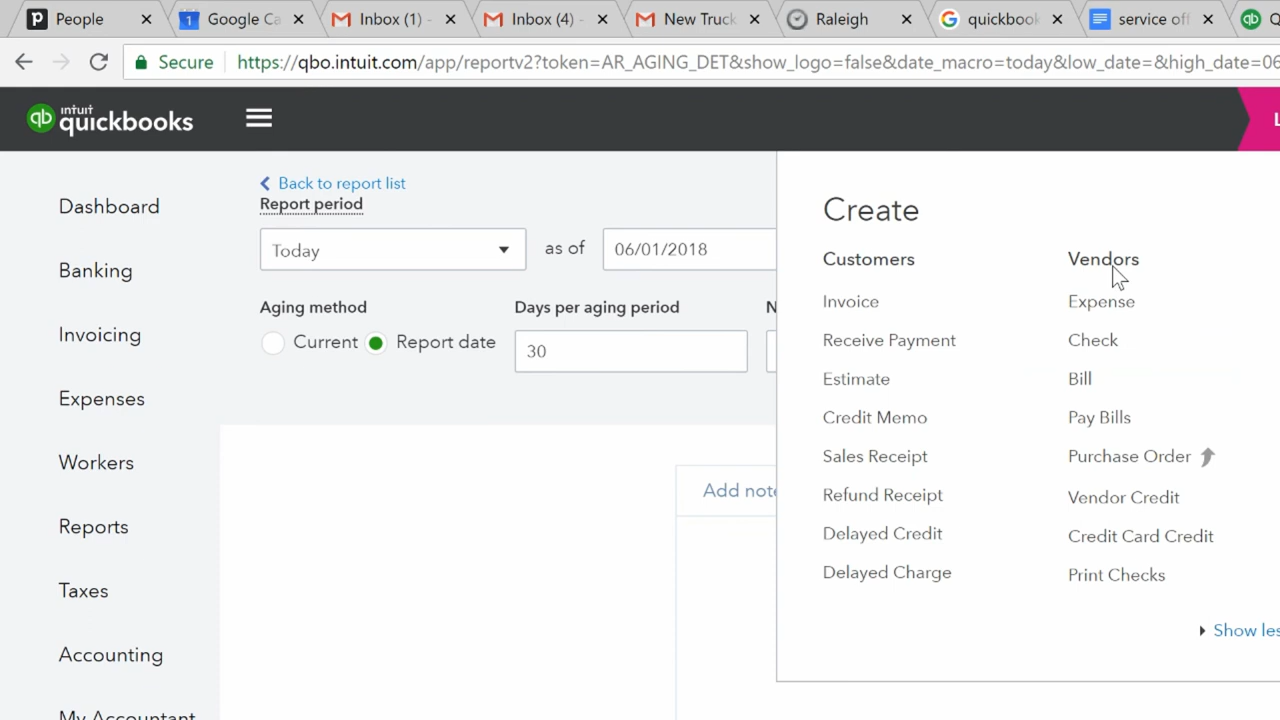 People
Google Ca
Inbox (1) -
Inbox (4) -
New Truck
Raleigh
quickbook
service off
Secure
https://qbo.intuit.com/app/reportv2?token=AR_AGING_DET&show_logo=false&date_macro=today&low_date=&high_date=06
intuit
quickbooks
Dashboard
Banking
Invoicing
Expenses
Workers
Reports
Taxes
Accounting
My Accountant
Back to report list
Report period
Today
as of
06/01/2018
Aging method
Days per aging period
Current
Report date
30
Add note
Create
Customers
Invoice
Receive Payment
Estimate
Credit Memo
Sales Receipt
Refund Receipt
Delayed Credit
Delayed Charge
Vendors
Expense
Check
Bill
Pay Bills
Purchase Order
Vendor Credit
Credit Card Credit
Print Checks
Show les